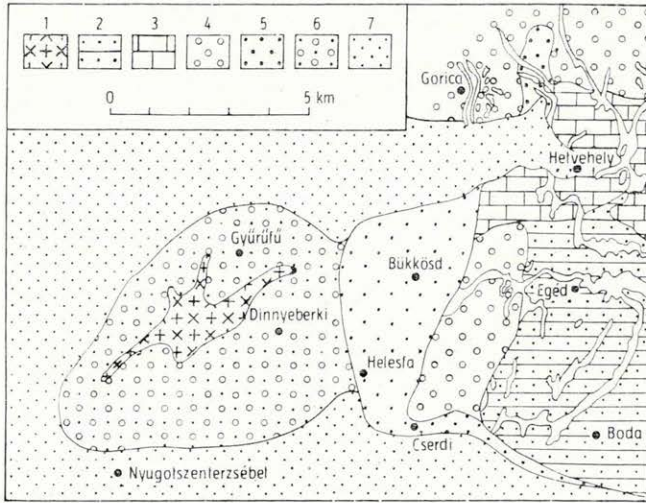 1 2 3 4 5 6 7
0 5 km
Gorica
Hetvehely
Gyűrűfű
Bükkösd
Egéd
Dinnyeberki
Helesfa
Cserdi
Boda
Nyugotszenterzsébet